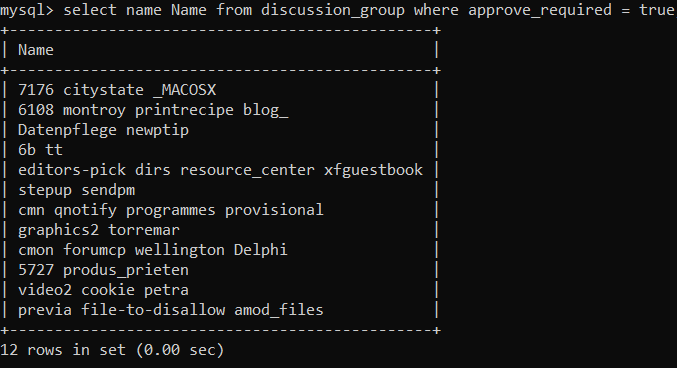 mysql> select name Name from discussion_group where approve_required = true
+-----------------------------------------------+
| Name                                          |
+-----------------------------------------------+
| 7176 citystate _MACOSX                        |
| 6108 montroy printrecipe blog_                |
| Datenpflege newptip                           |
| 6b tt                                         |
| editors-pick dirs resource_center xfguestbook |
| stepup sendpm                                 |
| cmn qnotify programmes provisional            |
| graphics2 torremar                            |
| cmon forumcp wellington Delphi                |
| 5727 produs_prieten                           |
| video2 cookie petra                           |
| previa file-to-disallow amod_files            |
+-----------------------------------------------+
12 rows in set (0.00 sec)